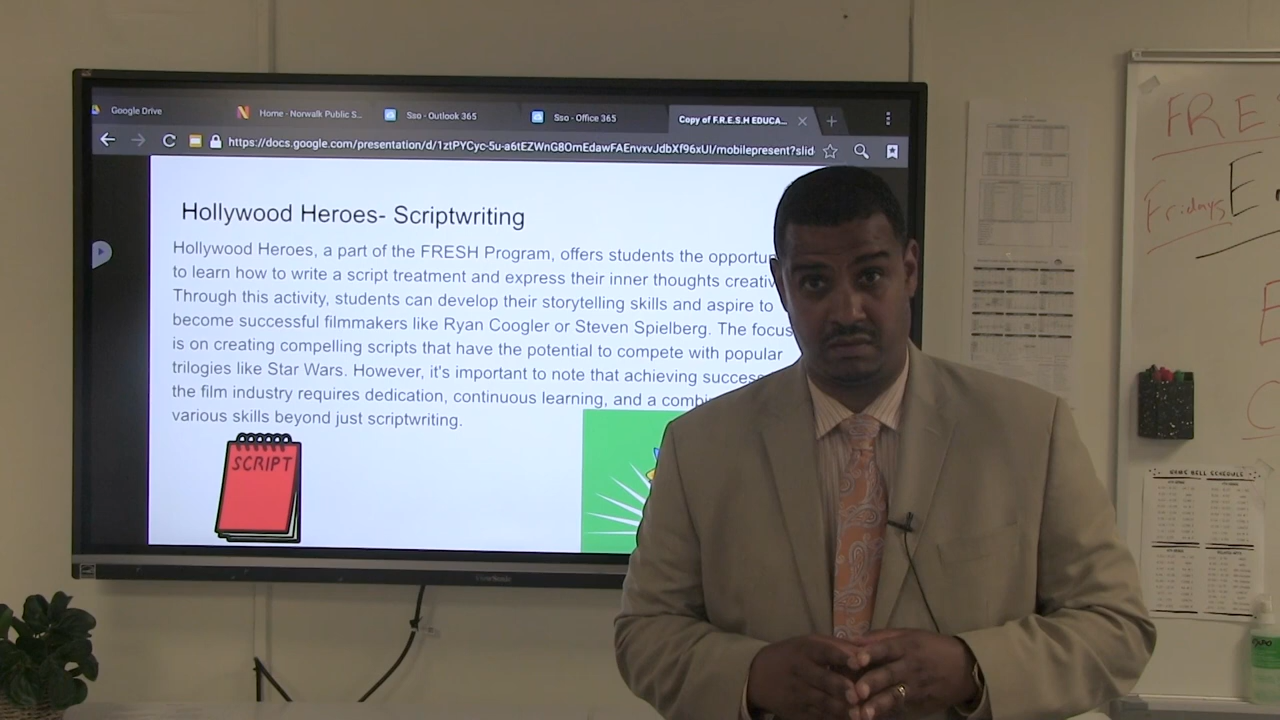 Google Drive
Home - Norwalk Public S...
Sso - Outlook 365
Sso - Office 365
Copy of F.R.E.S.H EDUCA...
https://docs.google.com/presentation/d/1ztPYCyc-5u-a6tEZWnG8OmEdawFAEnvxvJdbXf96xUI/mobilepresent?slid
Hollywood Heroes- Scriptwriting
Hollywood Heroes, a part of the FRESH Program, offers students the opportu
to learn how to write a script treatment and express their inner thoughts creativ
Through this activity, students can develop their storytelling skills and aspire to
become successful filmmakers like Ryan Coogler or Steven Spielberg. The focus
is on creating compelling scripts that have the potential to compete with popular
trilogies like Star Wars. However, it's important to note that achieving success
the film industry requires dedication, continuous learning, and a combi
various skills beyond just scriptwriting.
SCRIPT
ViewSonic
FRE
Fridays
BELL SCHEDULE